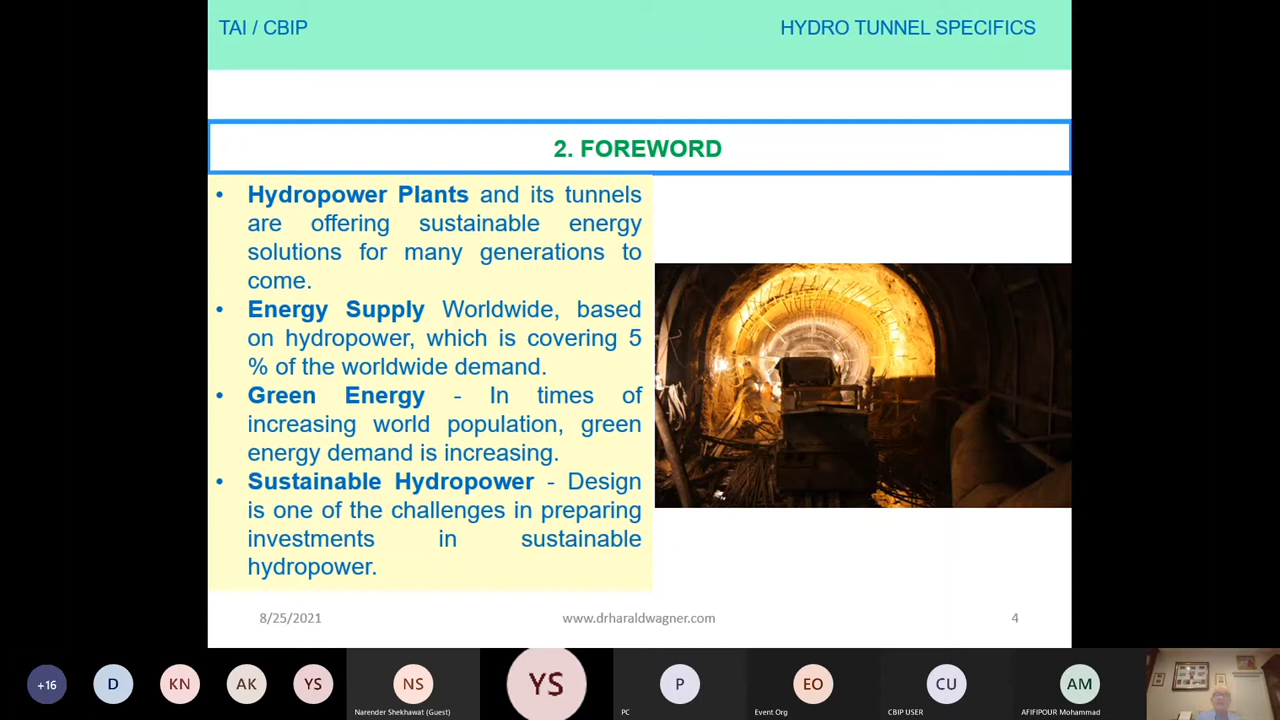 TAI / CBIP
HYDRO TUNNEL SPECIFICS
2. FOREWORD
• Hydropower Plants and its tunnels
are offering sustainable energy
solutions for many generations to
come.
• Energy Supply Worldwide, based
on hydropower, which is covering 5
% of the worldwide demand.
• Green Energy - In times of
increasing world population, green
energy demand is increasing.
• Sustainable Hydropower - Design
is one of the challenges in preparing
investments in sustainable
hydropower.
8/25/2021
www.drharaldwagner.com
4
+16
D
KN
AK
YS
NS
YS
P
EO
CU
AM
Narender Shekhawat (Guest)
PC
Event Org
CBIP USER
AFIFIPOUR Mohammad